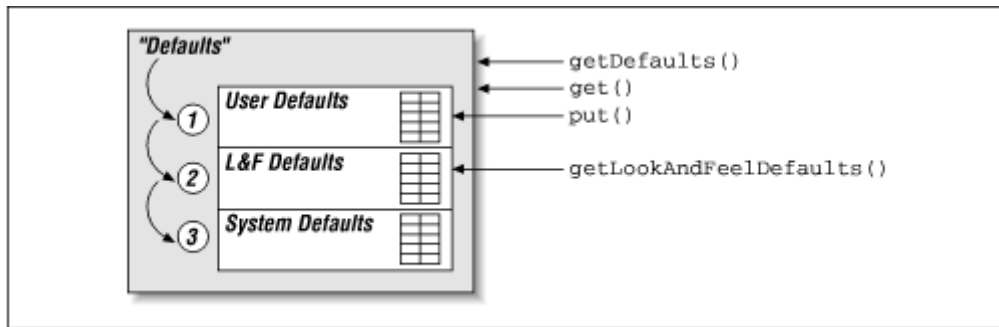 "Defaults"
getDefaults()
get()
1
User Defaults
put()
2
L&F Defaults
getLookAndFeelDefaults()
3
System Defaults